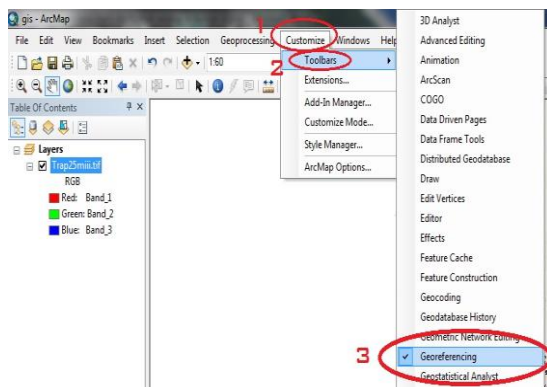 gis - ArcMap
File Edit View Bookmarks Insert Selection Geoprocessing Customize Windows Help
1
1:60
2
Toolbars
Extensions...
Add-In Manager...
Customize Mode...
Style Manager...
ArcMap Options...
Table Of Contents
Layers
Trap25miii.tif
RGB
Red: Band_1
Green: Band_2
Blue: Band_3
3D Analyst
Advanced Editing
Animation
ArcScan
COGO
Data Driven Pages
Data Frame Tools
Distributed Geodatabase
Draw
Edit Vertices
Editor
Effects
Feature Cache
Feature Construction
Geocoding
Geodatabase History
Geometric Network Editing
3
Georeferencing
Geostatistical Analyst